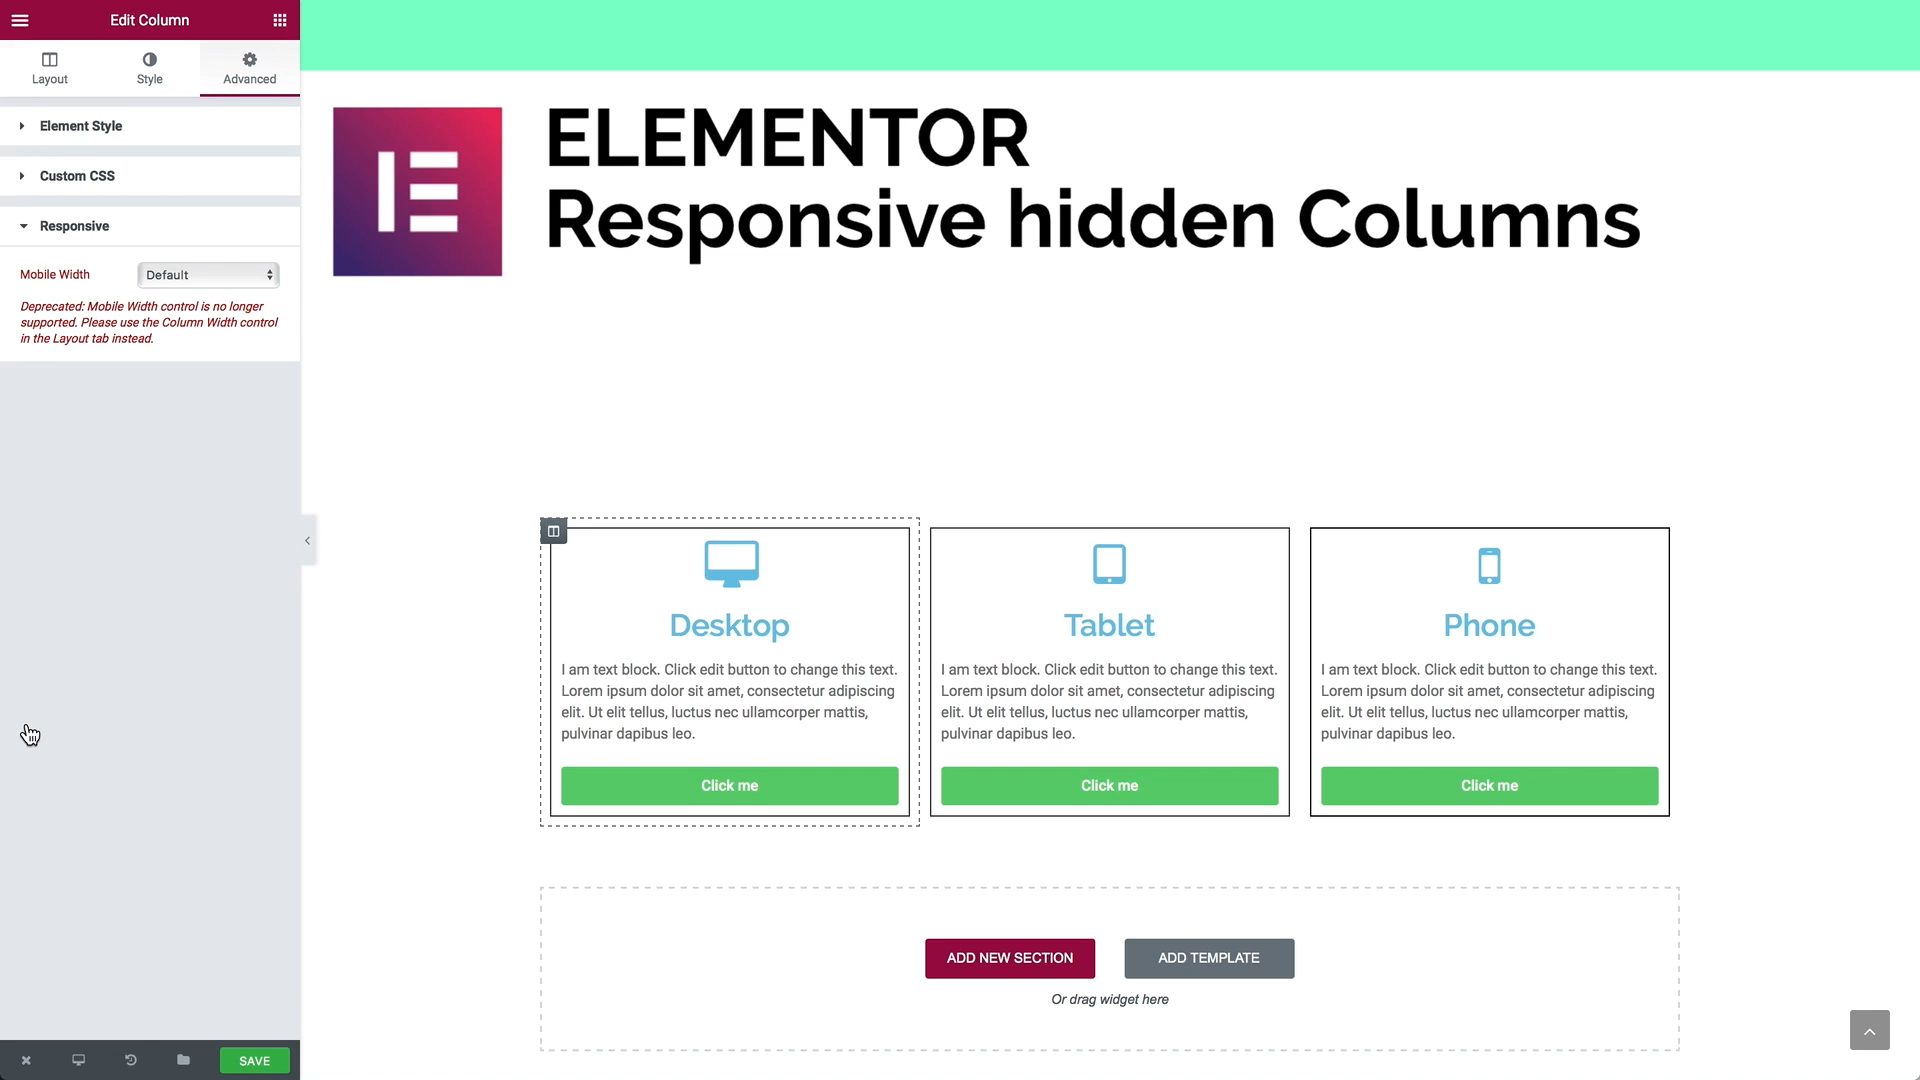 Edit Column
Layout
Style
Advanced
Element Style
Custom CSS
Responsive
Mobile Width
Default
Deprecated: Mobile Width control is no longer
supported. Please use the Column Width control
in the Layout tab instead.
SAVE
ELEMENTOR
Responsive hidden Columns
Desktop
I am text block. Click edit button to change this text.
Lorem ipsum dolor sit amet, consectetur adipiscing
elit. Ut elit tellus, luctus nec ullamcorper mattis,
pulvinar dapibus leo.
Click me
Tablet
I am text block. Click edit button to change this text.
Lorem ipsum dolor sit amet, consectetur adipiscing
elit. Ut elit tellus, luctus nec ullamcorper mattis,
pulvinar dapibus leo.
Click me
Phone
I am text block. Click edit button to change this text.
Lorem ipsum dolor sit amet, consectetur adipiscing
elit. Ut elit tellus, luctus nec ullamcorper mattis,
pulvinar dapibus leo.
Click me
ADD NEW SECTION
ADD TEMPLATE
Or drag widget here